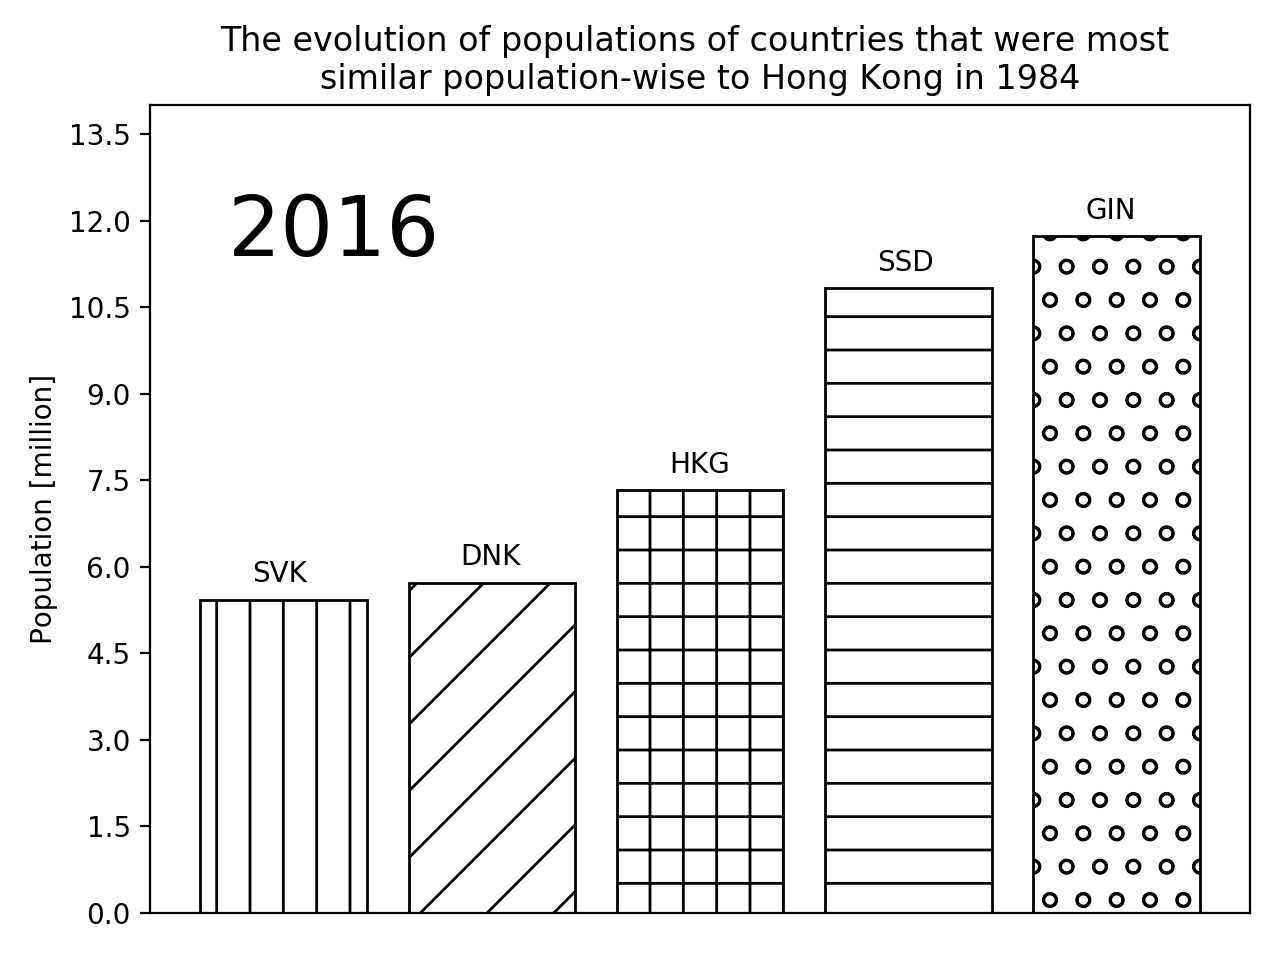 The evolution of populations of countries that were most
similar population-wise to Hong Kong in 1984
2016
13.5
12.0
10.5
9.0
7.5
6.0
4.5
3.0
1.5
0.0
Population [million]
SVK
DNK
HKG
SSD
GIN